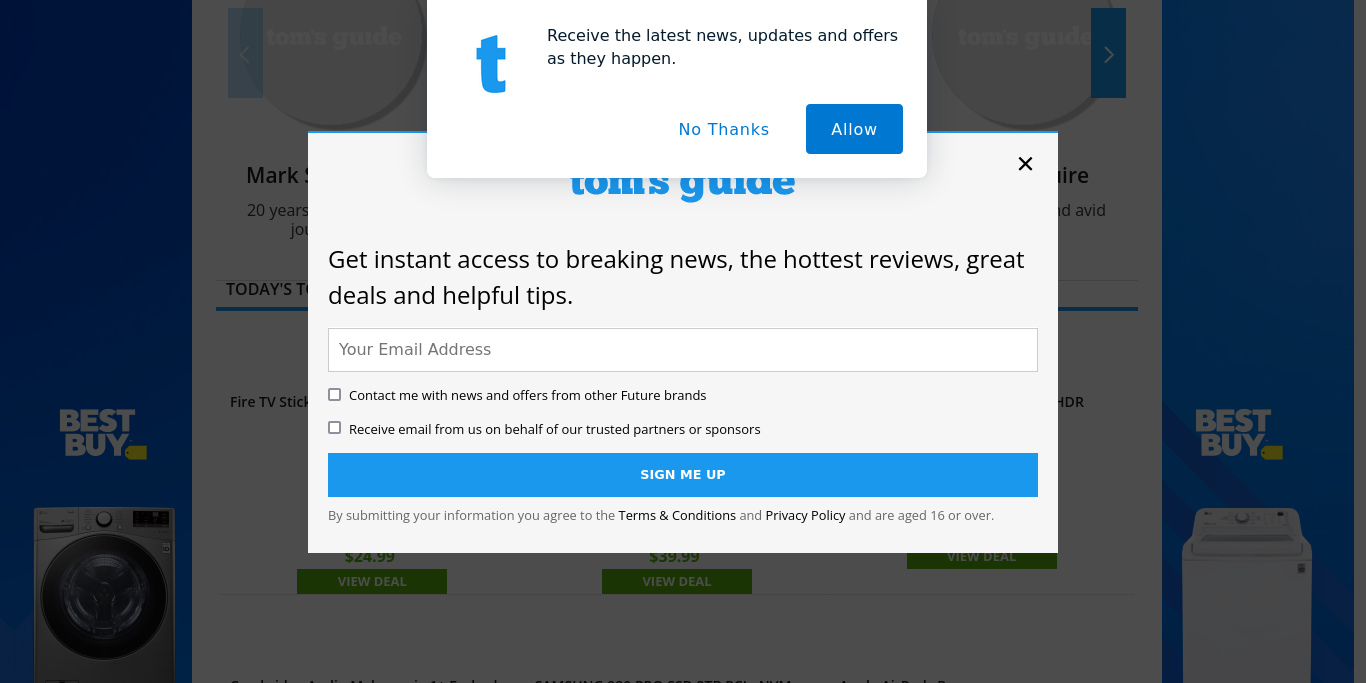 tom's guide
tom's guide
Receive the latest news, updates and offers
as they happen.
No Thanks
Allow
tom's guide
Mark
20 years
avid
TODAY'S
Get instant access to breaking news, the hottest reviews, great
deals and helpful tips.
Your Email Address
Contact me with news and offers from other Future brands
Receive email from us on behalf of our trusted partners or sponsors
SIGN ME UP
By submitting your information you agree to the Terms & Conditions and Privacy Policy and are aged 16 or over.
Fire TV Stick
HDR
BEST
BUY
BEST
BUY
$24.99
$39.99
VIEW DEAL
VIEW DEAL
VIEW DEAL